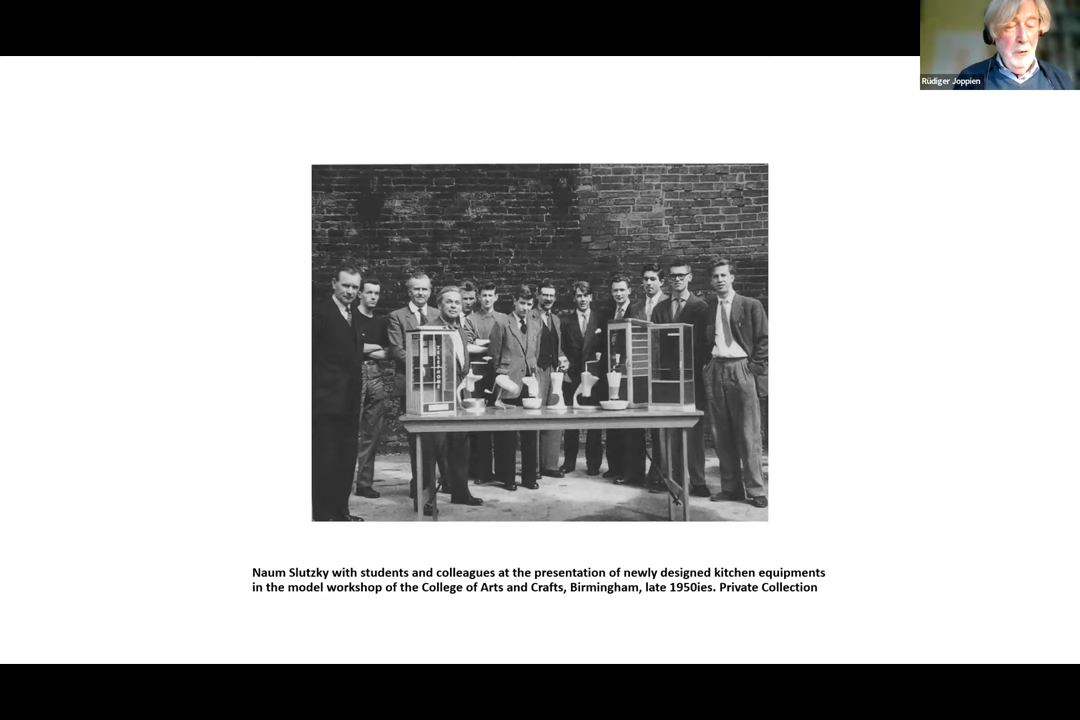 Rüdiger Joppien
TELEPHONE
Naum Slutzky with students and colleagues at the presentation of newly designed kitchen equipments
in the model workshop of the College of Arts and Crafts, Birmingham, late 1950ies. Private Collection